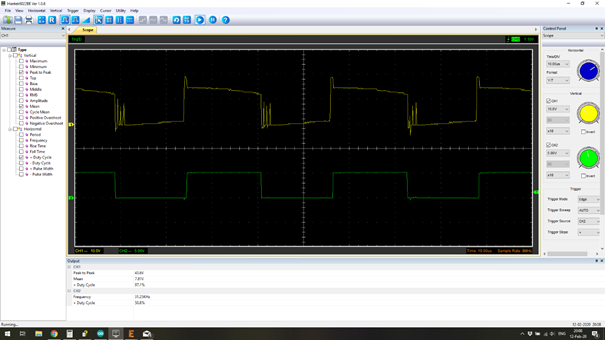 Hantek6022BE Ver 1.0.8
File View Horizontal Vertical Trigger Display Cursor Utility Help
Measure
CH1
Type
Vertical
Maximum
Minimum
Peak to Peak
Top
Base
Middle
RMS
Amplitude
Mean
Cycle Mean
Positive Overshoot
Negative Overshoot
Horizontal
Period
Frequency
Rise Time
Fall Time
+ Duty Cycle
- Duty Cycle
+ Pulse Width
- Pulse Width
Scope
CH1 10.0V CH2 5.00V
Time: 10.00us Sample Rate:
Output
CH1
Peak to Peak 43.8V
Mean 7.81V
+ Duty Cycle 97.1%
CH2
Frequency 31.25KHz
+ Duty Cycle 50.0%
Control Panel
Scope
Horizontal
Time/DIV
10.00us
Format
Y-T
Vertical
CH1
10.0V
x10
Invert
CH2
5.00V
x10
Invert
Trigger
Trigger Mode Edge
Trigger Sweep AUTO
Trigger Source CH2
Trigger Slope +
Running...
ENG
20:08
12-Feb-20